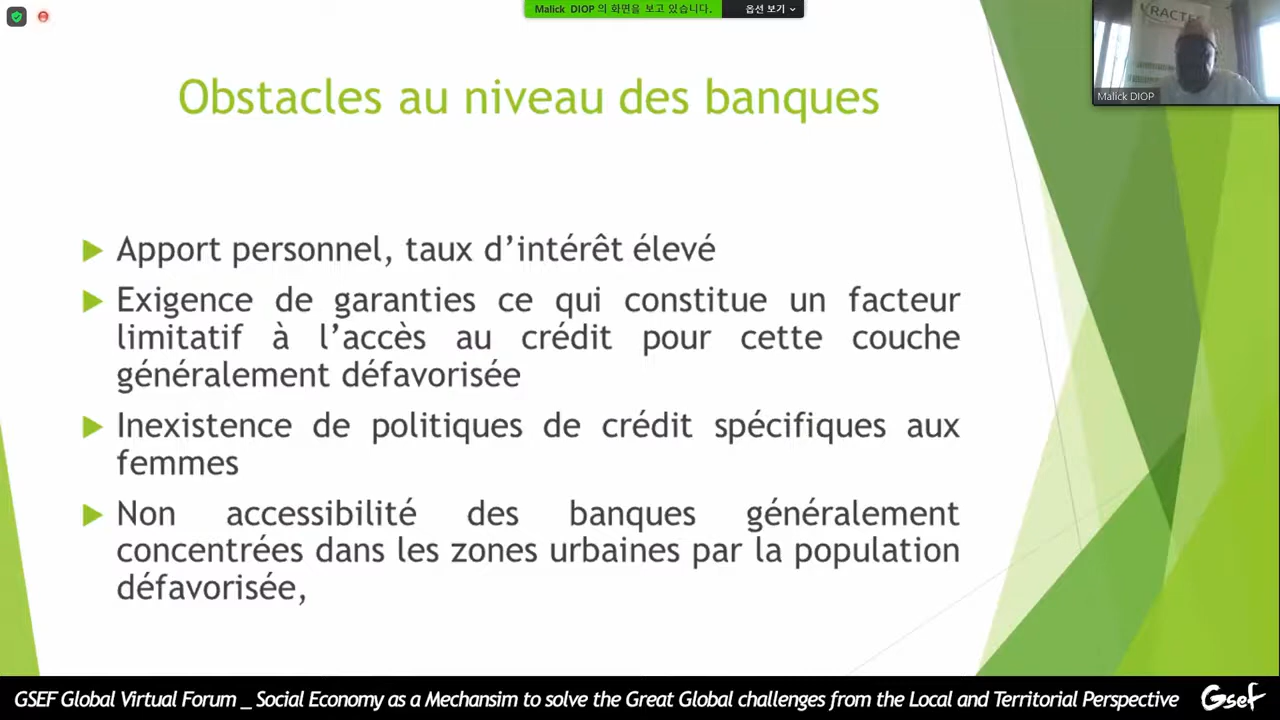 Malick DIOP 의 화면을 보고 있습니다.
옵션 보기
Malick DIOP
Obstacles au niveau des banques
Apport personnel, taux d’intérêt élevé
Exigence de garanties ce qui constitue un facteur
limitatif à l’accès au crédit pour cette couche
généralement défavorisée
Inexistence de politiques de crédit spécifiques aux
femmes
Non accessibilité des banques généralement
concentrées dans les zones urbaines par la population
défavorisée,
GSEF Global Virtual Forum _ Social Economy as a Mechansim to solve the Great Global challenges from the Local and Territorial Perspective
Gsef